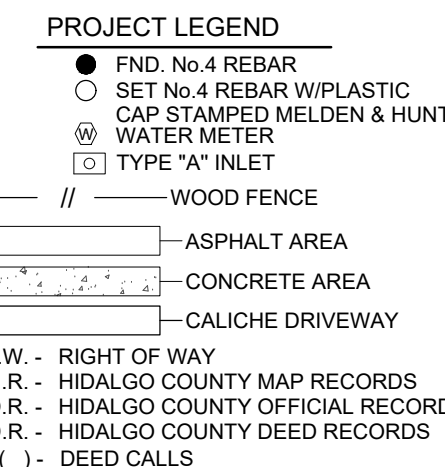 PROJECT LEGEND
FND. No.4 REBAR
SET No.4 REBAR W/PLASTIC
CAP STAMPED MELDEN & HUNT
W WATER METER
TYPE "A" INLET
// WOOD FENCE
ASPHALT AREA
CONCRETE AREA
CALICHE DRIVEWAY
.W. - RIGHT OF WAY
.R. - HIDALGO COUNTY MAP RECORDS
.R. - HIDALGO COUNTY OFFICIAL RECORD
.R. - HIDALGO COUNTY DEED RECORDS
( ) - DEED CALLS